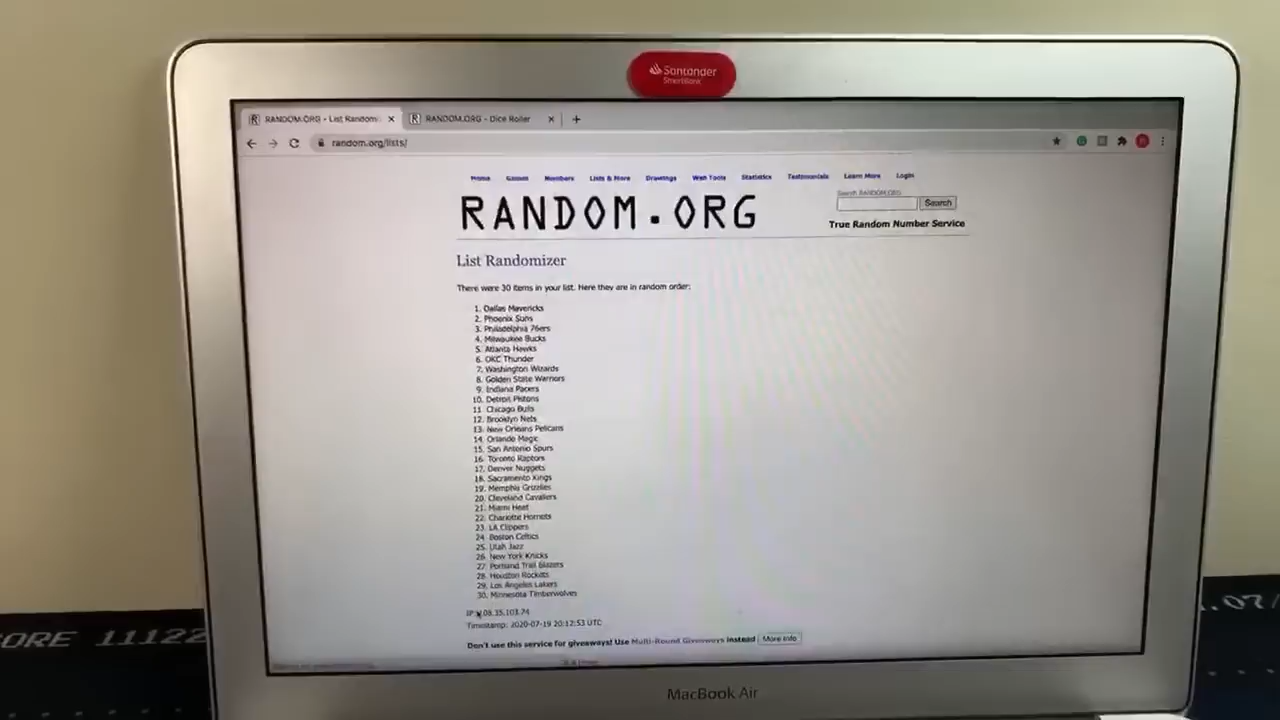 Santander
SmartBank
RANDOM.ORG - List Randomi
RANDOM.ORG - Dice Roller
random.org/lists/
Home Games Numbers Lists & More Drawings Web Tools Statistics Testimonials Learn More Login
Search RANDOM.ORG
Search
RANDOM.ORG
True Random Number Service
List Randomizer
There were 30 items in your list. Here they are in random order:
1. Dallas Mavericks
2. Phoenix Suns
3. Philadelphia 76ers
4. Milwaukee Bucks
5. Atlanta Hawks
6. OKC Thunder
7. Washington Wizards
8. Golden State Warriors
9. Indiana Pacers
10. Detroit Pistons
11. Chicago Bulls
12. Brooklyn Nets
13. New Orleans Pelicans
14. Orlando Magic
15. San Antonio Spurs
16. Toronto Raptors
17. Denver Nuggets
18. Sacramento Kings
19. Memphis Grizzlies
20. Cleveland Cavaliers
21. Miami Heat
22. Charlotte Hornets
23. LA Clippers
24. Boston Celtics
25. Utah Jazz
26. New York Knicks
27. Portland Trail Blazers
28. Houston Rockets
29. Los Angeles Lakers
30. Minnesota Timberwolves
Timestamp: 2020-07-19 20:12:53 UTC
Don't use this service for giveaways! Use Multi-Round Giveaways instead More Info
ORE 11122
MacBook Air